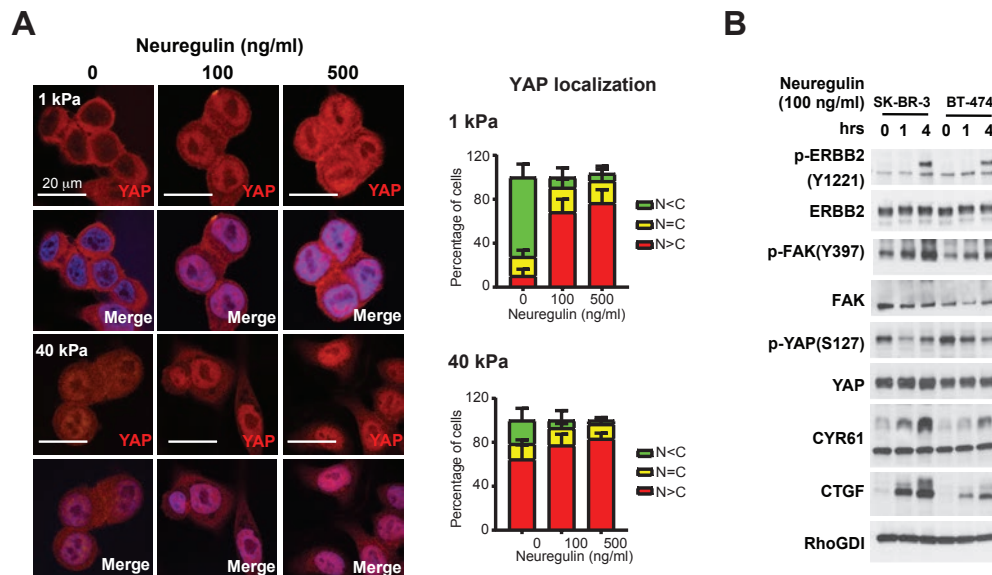 A
Neuregulin (ng/ml)
0 100 500
1 kPa
20 μm
YAP YAP YAP
Merge Merge Merge
40 kPa
YAP YAP YAP
Merge Merge Merge
YAP localization
1 kPa
Percentage of cells
120
80
40
0
0 100 500
Neuregulin (ng/ml)
N<C
N=C
N>C
40 kPa
Percentage of cells
120
80
40
0
0 100 500
Neuregulin (ng/ml)
N<C
N=C
N>C
B
Neuregulin
(100 ng/ml) SK-BR-3 BT-474
hrs 0 1 4 0 1 4
p-ERBB2
(Y1221)
ERBB2
p-FAK(Y397)
FAK
p-YAP(S127)
YAP
CYR61
CTGF
RhoGDI